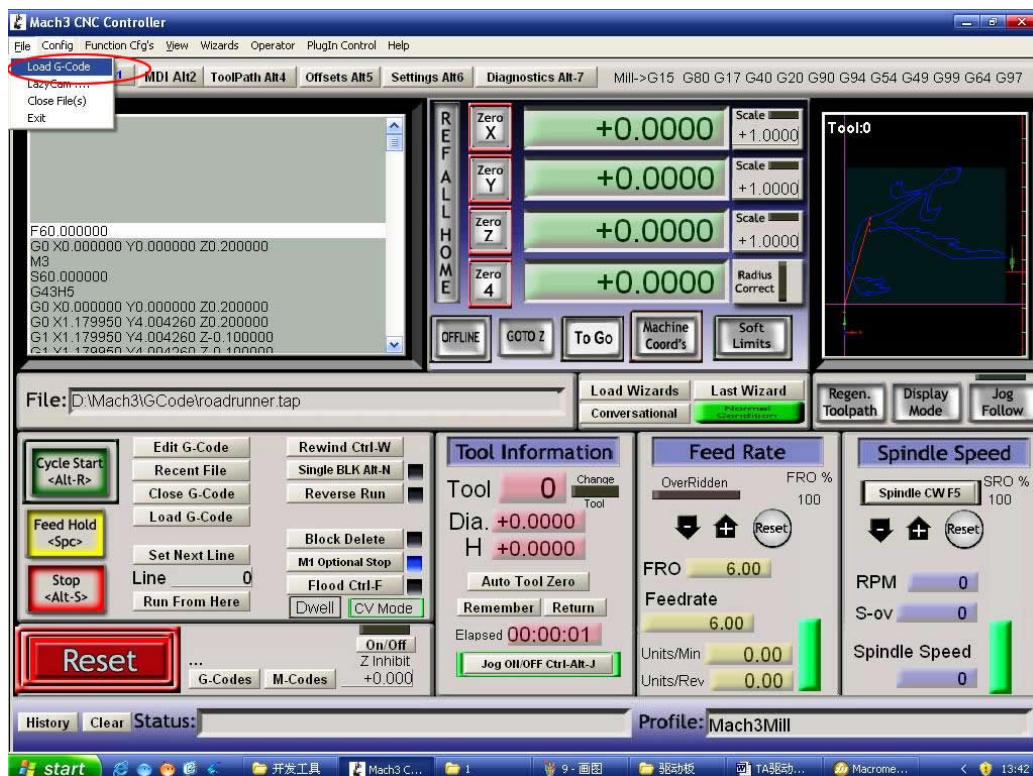 Mach3 CNC Controller
File Config Function Cfg's View Wizards Operator PlugIn Control Help
Load G-Code
LazyCam ....
Close File(s)
Exit
MDI Alt2 ToolPath Alt4 Offsets Alt5 Settings Alt6 Diagnostics Alt-7 Mill->G15 G80 G17 G40 G20 G90 G94 G54 G49 G99 G64 G97
F60.000000
G0 X0.000000 Y0.000000 Z0.200000
M3
S60.000000
G43H5
G0 X0.000000 Y0.000000 Z0.200000
G0 X1.179950 Y4.004260 Z0.200000
G1 X1.179950 Y4.004260 Z-0.100000
G1 X1.179950 Y4.004260 Z-0.100000
REF ALL HOME
Zero X +0.0000 Scale +1.0000
Zero Y +0.0000 Scale +1.0000
Zero Z +0.0000 Scale +1.0000
Zero 4 +0.0000 Radius Correct
OFFLINE GOTO Z To Go Machine Coord's Soft Limits
Tool:0
File: D:\Mach3\GCode\roadrunner.tap
Load Wizards Last Wizard
Conversational Normal Condition
Regen. Toolpath Display Mode Jog Follow
Cycle Start <Alt-R>
Feed Hold <Spc>
Stop <Alt-S>
Edit G-Code Rewind Ctrl-W
Recent File Single BLK Alt-N
Close G-Code Reverse Run
Load G-Code
Block Delete
Set Next Line M1 Optional Stop
Line 0 Flood Ctrl-F
Run From Here Dwell CV Mode
Reset
...
G-Codes M-Codes
On/Off
Z Inhibit
+0.000
Tool Information
Tool 0 Change Tool
Dia. +0.0000
H +0.0000
Auto Tool Zero
Remember Return
Elapsed 00:00:01
Jog ON/OFF Ctrl-Alt-J
Feed Rate
OverRidden FRO % 100
Reset
FRO 6.00
Feedrate
6.00
Units/Min 0.00
Units/Rev 0.00
Spindle Speed
Spindle CW F5 SRO % 100
Reset
RPM 0
S-ov 0
Spindle Speed
0
History Clear Status: Profile: Mach3Mill
start 开发工具 Mach3 C... 1 9 - 画图 驱动板 TA驱动... Macrome... 13:42